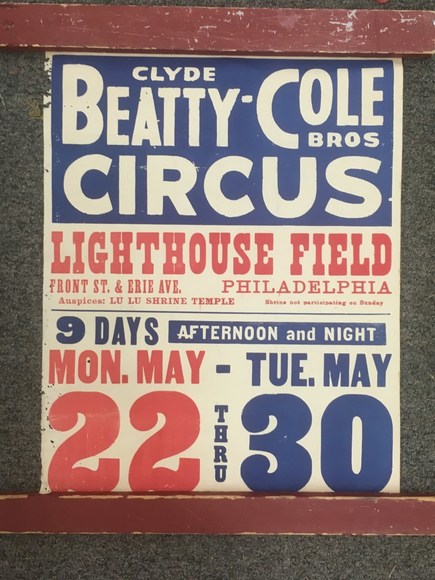 CLYDE
BEATTY-COLE
BROS
CIRCUS
LIGHTHOUSE FIELD
FRONT ST. & ERIE AVE. PHILADELPHIA
Auspices: LU LU SHRINE TEMPLE Shrine not participating on Sunday
9 DAYS AFTERNOON and NIGHT
MON. MAY - TUE. MAY
22 THRU 30